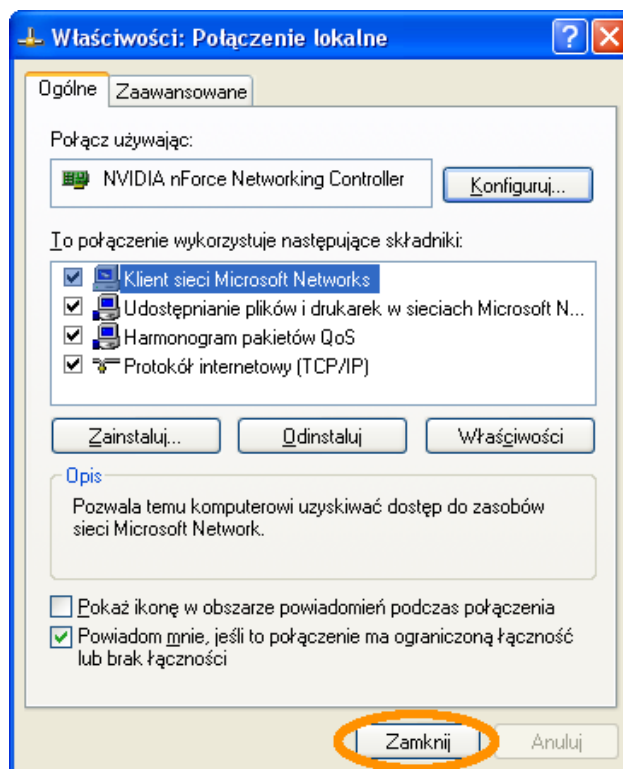 Właściwości: Połączenie lokalne
Ogólne
Zaawansowane
Połącz używając:
NVIDIA nForce Networking Controller
Konfiguruj...
To połączenie wykorzystuje następujące składniki:
Klient sieci Microsoft Networks
Udostępnianie plików i drukarek w sieciach Microsoft N...
Harmonogram pakietów QoS
Protokół internetowy (TCP/IP)
Zainstaluj...
Odinstaluj
Właściwości
Opis
Pozwala temu komputerowi uzyskiwać dostęp do zasobów
sieci Microsoft Network.
Pokaż ikonę w obszarze powiadomień podczas połączenia
Powiadom mnie, jeśli to połączenie ma ograniczoną łączność
lub brak łączności
Zamknij
Anuluj